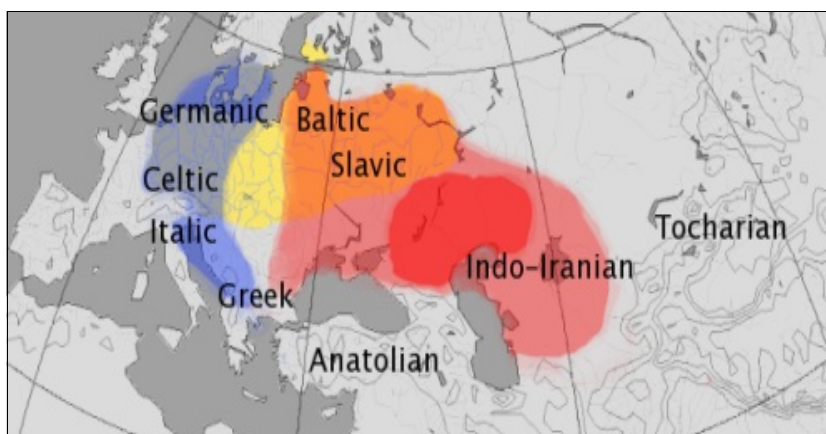 Germanic
Baltic
Slavic
Celtic
Italic
Tocharian
Indo-Iranian
Greek
Anatolian